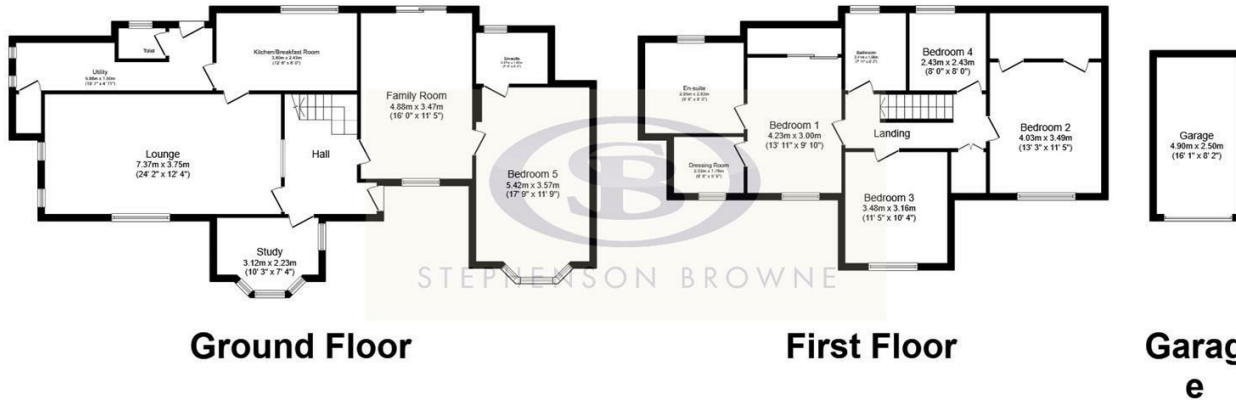 Toilet
Utility
Kitchen/Breakfast Room
3.80m x 2.43m
(12' 6" x 8' 0")
En-suite
Family Room
4.88m x 3.47m
(16' 0" x 11' 5")
Lounge
7.37m x 3.75m
(24' 2" x 12' 4")
Hall
Bedroom 5
5.42m x 3.57m
(17' 9" x 11' 9")
Study
3.12m x 2.23m
(10' 3" x 7' 4")
Ground Floor
Bathroom
Bedroom 4
2.43m x 2.43m
(8' 0" x 8' 0")
En-suite
Bedroom 1
4.23m x 3.00m
(13' 11" x 9' 10")
Landing
Bedroom 2
4.03m x 3.49m
(13' 3" x 11' 5")
Dressing Room
Bedroom 3
3.48m x 3.16m
(11' 5" x 10' 4")
First Floor
Garage
4.90m x 2.50m
(16' 1" x 8' 2")
Garag
e
SB
STEPHENSON BROWNE